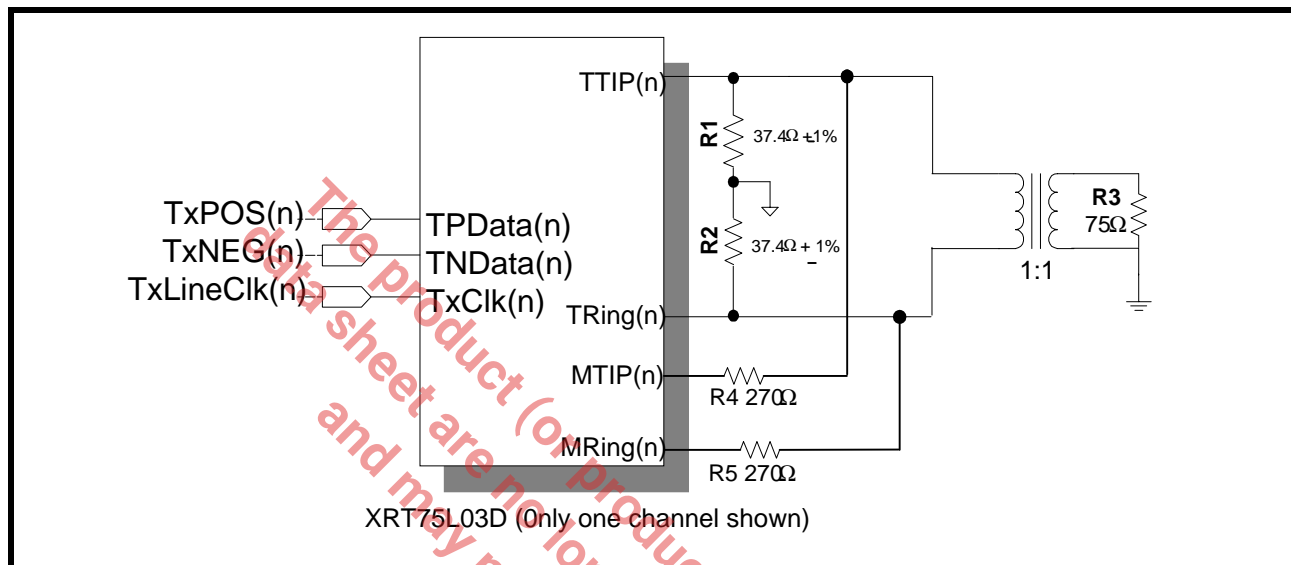 TTIP(n)
R1
37.4Ω ±1%
R2
37.4Ω ± 1%
R3
75Ω
1:1
TxPOS(n)
TPData(n)
TxNEG(n)
TNData(n)
TxLineClk(n)
TxClk(n)
TRing(n)
MTIP(n)
R4 270Ω
MRing(n)
R5 270Ω
XRT75L03D (0nly one channel shown)
The product (or produc
data sheet are no lo
and may